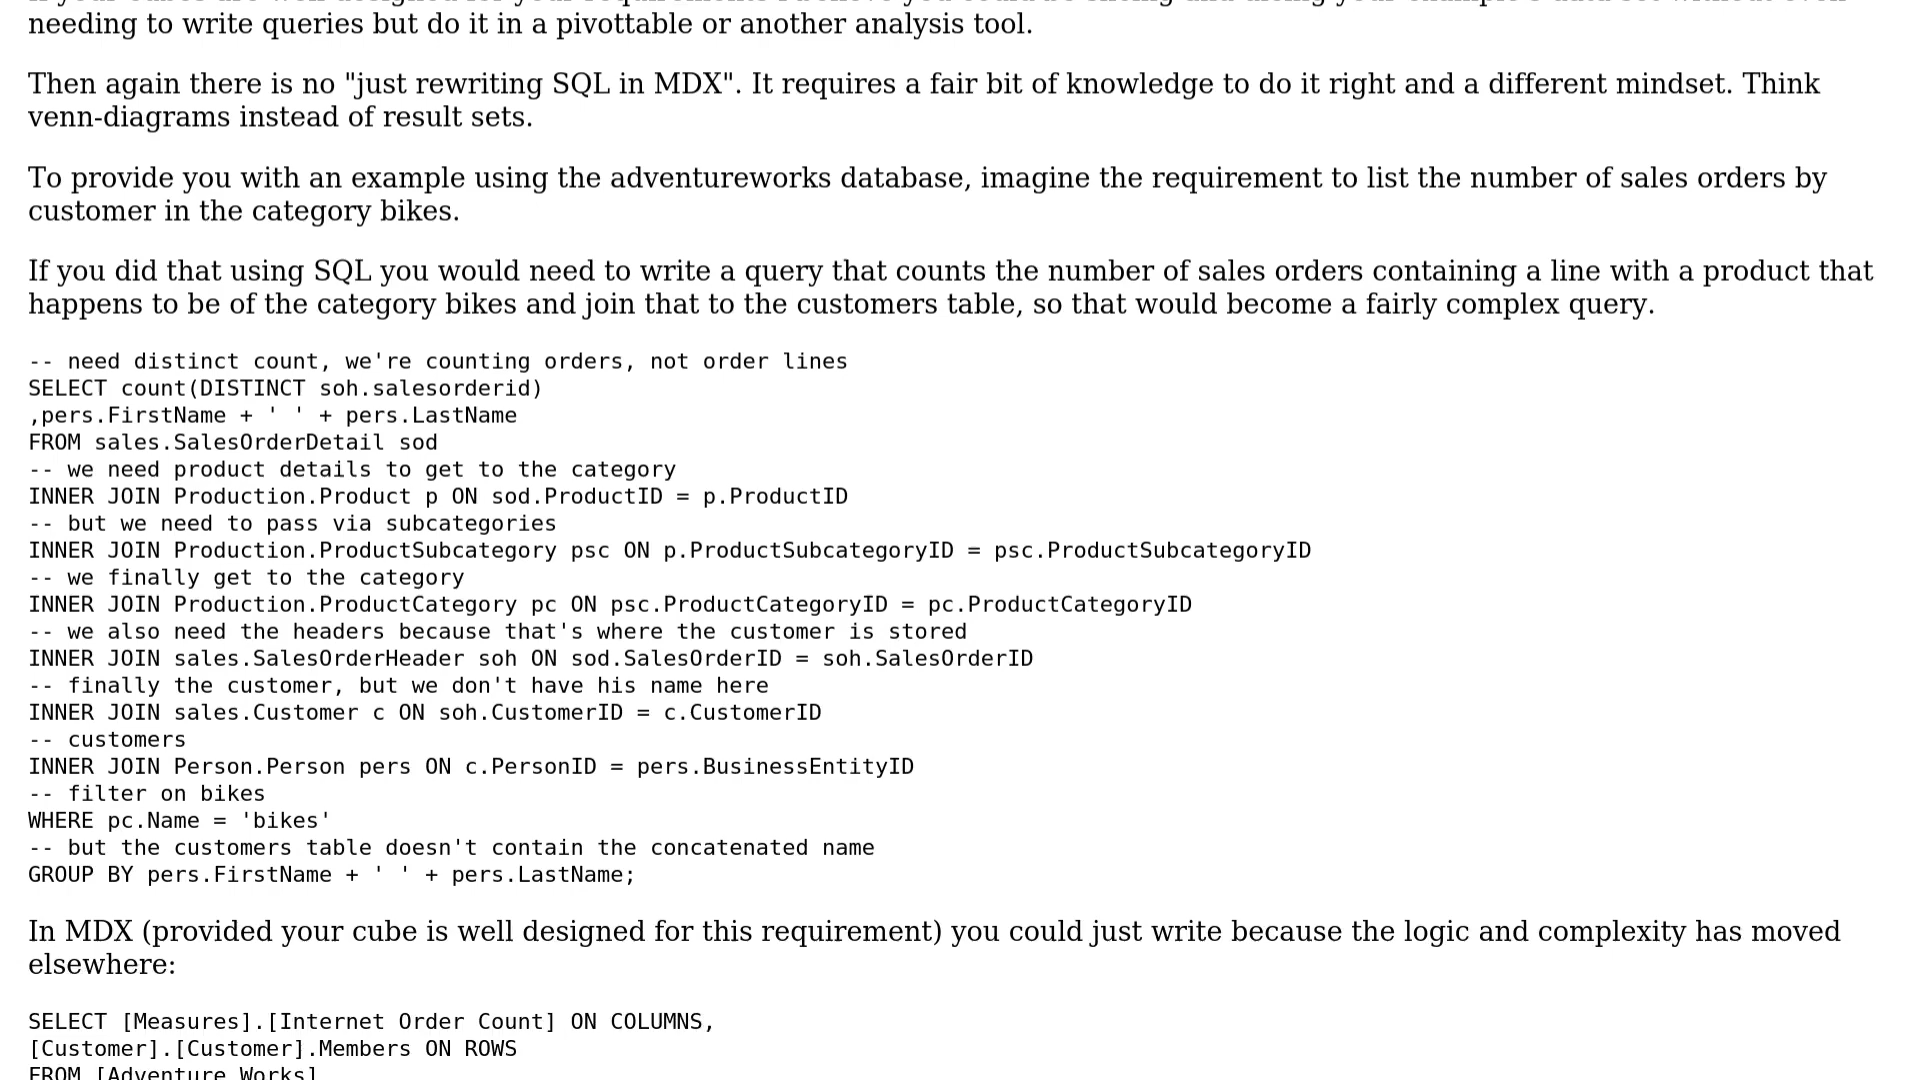 needing to write queries but do it in a pivottable or another analysis tool.
Then again there is no "just rewriting SQL in MDX". It requires a fair bit of knowledge to do it right and a different mindset. Think
venn-diagrams instead of result sets.
To provide you with an example using the adventureworks database, imagine the requirement to list the number of sales orders by
customer in the category bikes.
If you did that using SQL you would need to write a query that counts the number of sales orders containing a line with a product that
happens to be of the category bikes and join that to the customers table, so that would become a fairly complex query.
-- need distinct count, we're counting orders, not order lines
SELECT count(DISTINCT soh.salesorderid)
,pers.FirstName + ' ' + pers.LastName
FROM sales.SalesOrderDetail sod
-- we need product details to get to the category
INNER JOIN Production.Product p ON sod.ProductID = p.ProductID
-- but we need to pass via subcategories
INNER JOIN Production.ProductSubcategory psc ON p.ProductSubcategoryID = psc.ProductSubcategoryID
-- we finally get to the category
INNER JOIN Production.ProductCategory pc ON psc.ProductCategoryID = pc.ProductCategoryID
-- we also need the headers because that's where the customer is stored
INNER JOIN sales.SalesOrderHeader soh ON sod.SalesOrderID = soh.SalesOrderID
-- finally the customer, but we don't have his name here
INNER JOIN sales.Customer c ON soh.CustomerID = c.CustomerID
-- customers
INNER JOIN Person.Person pers ON c.PersonID = pers.BusinessEntityID
-- filter on bikes
WHERE pc.Name = 'bikes'
-- but the customers table doesn't contain the concatenated name
GROUP BY pers.FirstName + ' ' + pers.LastName;
In MDX (provided your cube is well designed for this requirement) you could just write because the logic and complexity has moved
elsewhere:
SELECT [Measures].[Internet Order Count] ON COLUMNS,
[Customer].[Customer].Members ON ROWS
FROM [Adventure Works]